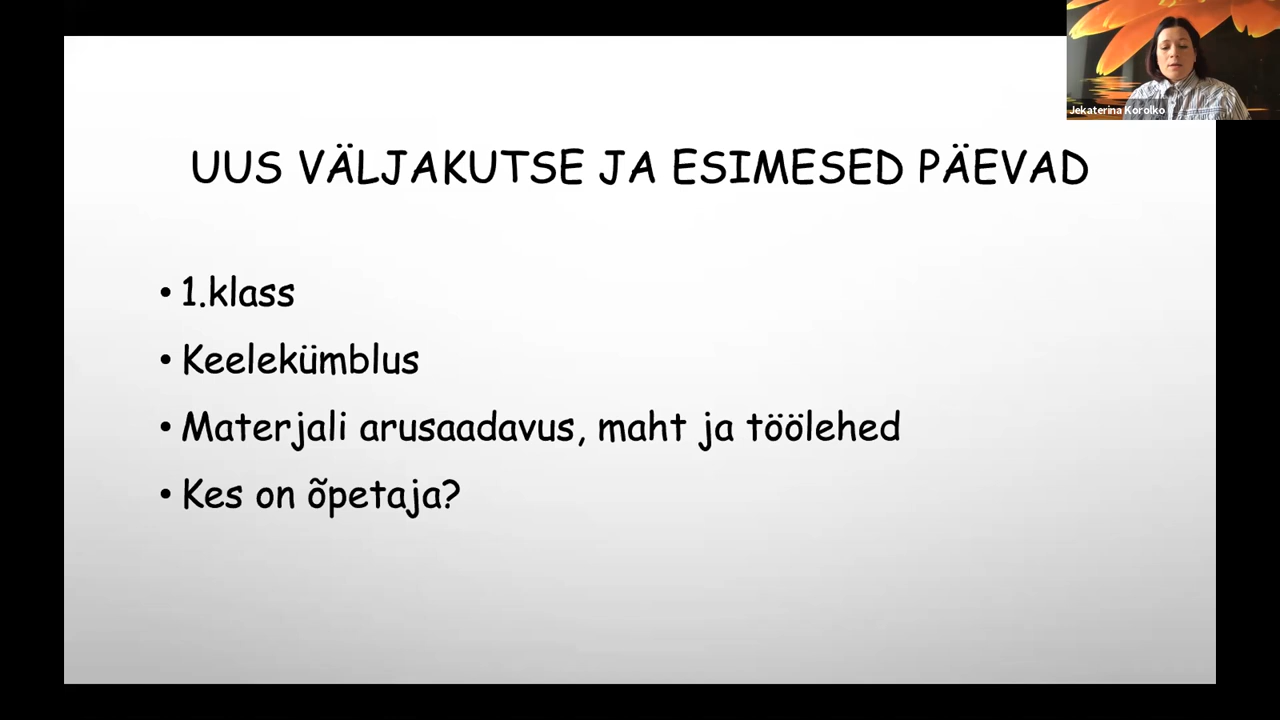 Jekaterina Korolko
UUS VÄLJAKUTSE JA ESIMESED PÄEVAD
• 1.klass
• Keelekümblus
• Materjali arusaadavus, maht ja töölehed
• Kes on õpetaja?